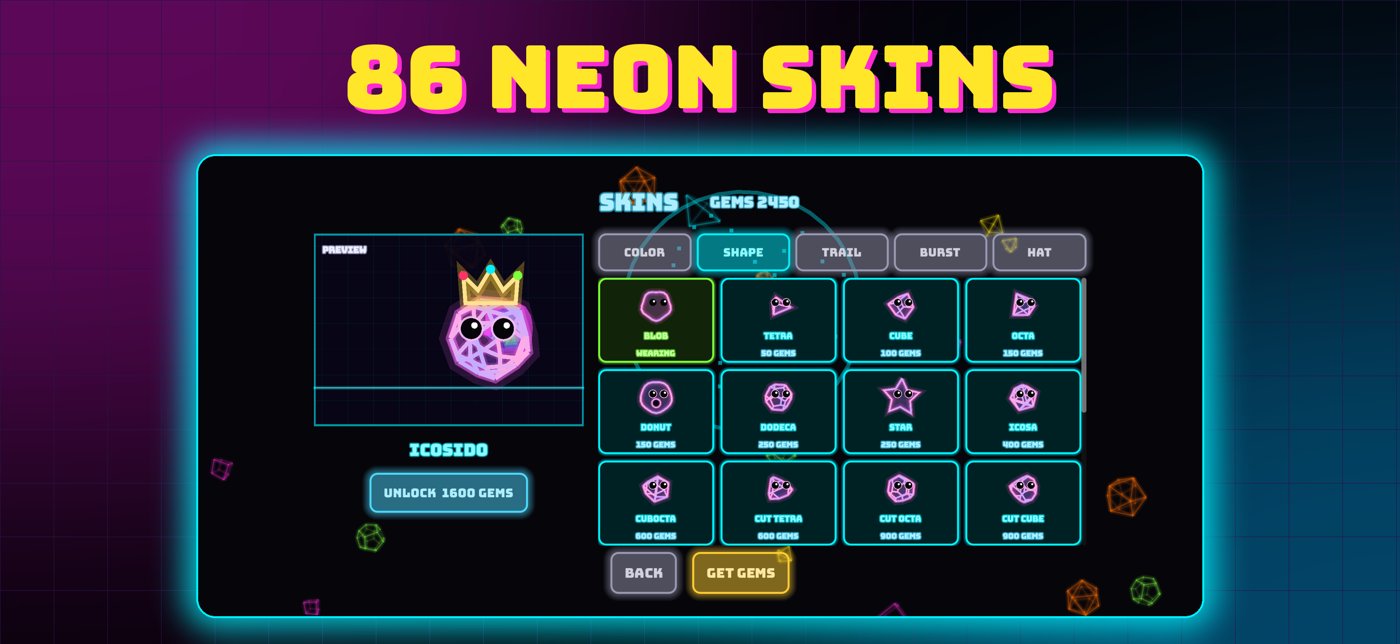 86 NEON SKINS
SKINS GEMS 2450
PREVIEW
COLOR SHAPE TRAIL BURST HAT
BLOB TETRA CUBE OCTA
WEARING 50 GEMS 100 GEMS 150 GEMS
DONUT DODECA STAR ICOSA
150 GEMS 250 GEMS 250 GEMS 400 GEMS
ICOSIDO
UNLOCK 1600 GEMS
CUBOCTA CUT TETRA CUT OCTA CUT CUBE
600 GEMS 600 GEMS 900 GEMS 900 GEMS
BACK GET GEMS